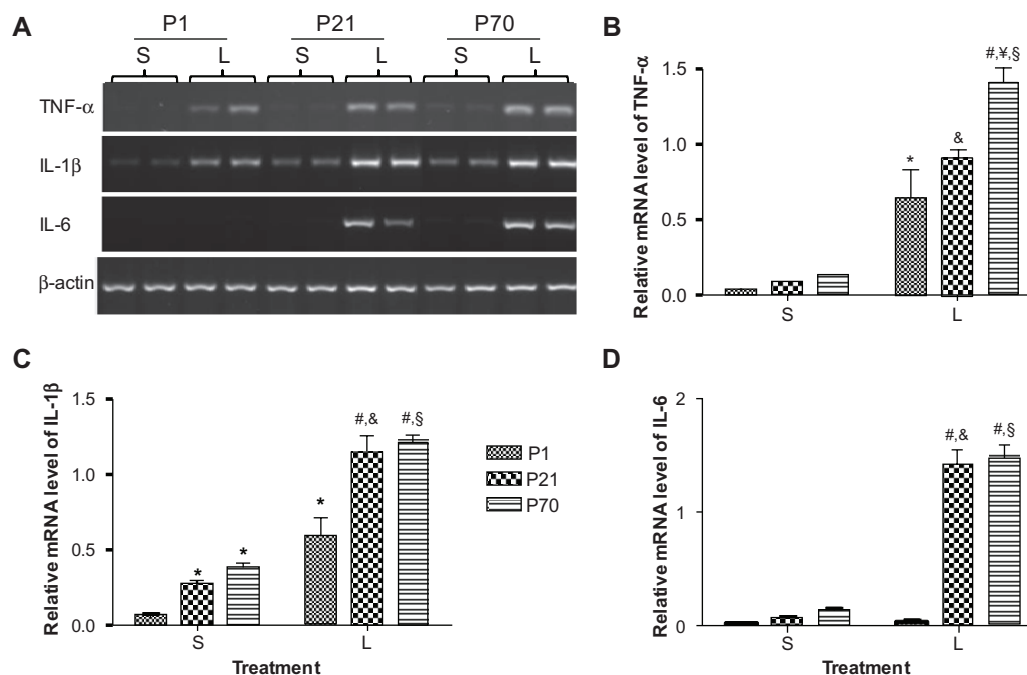 A
P1 P21 P70
S L S L S L
TNF-α
IL-1β
IL-6
β-actin
B
Relative mRNA level of TNF-α
1.5
1.0
0.5
0.0
*
&
#,¥,§
S L
C
Relative mRNA level of IL-1β
1.5
1.0
0.5
0.0
*
*
*
#,&
#,§
S L
Treatment
P1
P21
P70
D
Relative mRNA level of IL-6
2
1
0
#,&
#,§
S L
Treatment